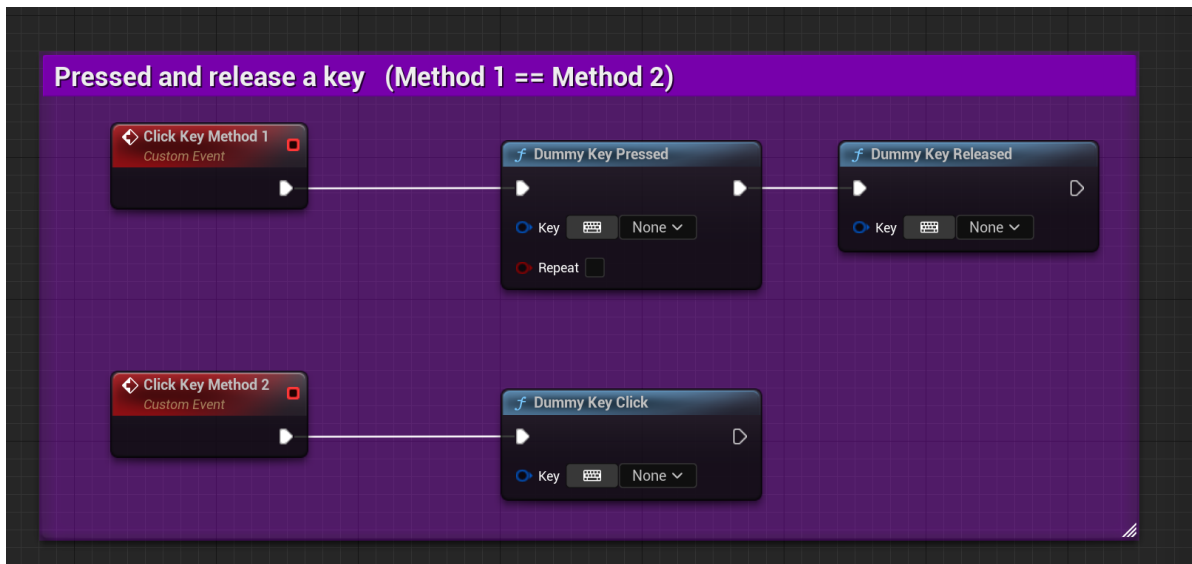 Pressed and release a key (Method 1 == Method 2)
Click Key Method 1
Custom Event
Dummy Key Pressed
Key None
Repeat
Dummy Key Released
Key None
Click Key Method 2
Custom Event
Dummy Key Click
Key None